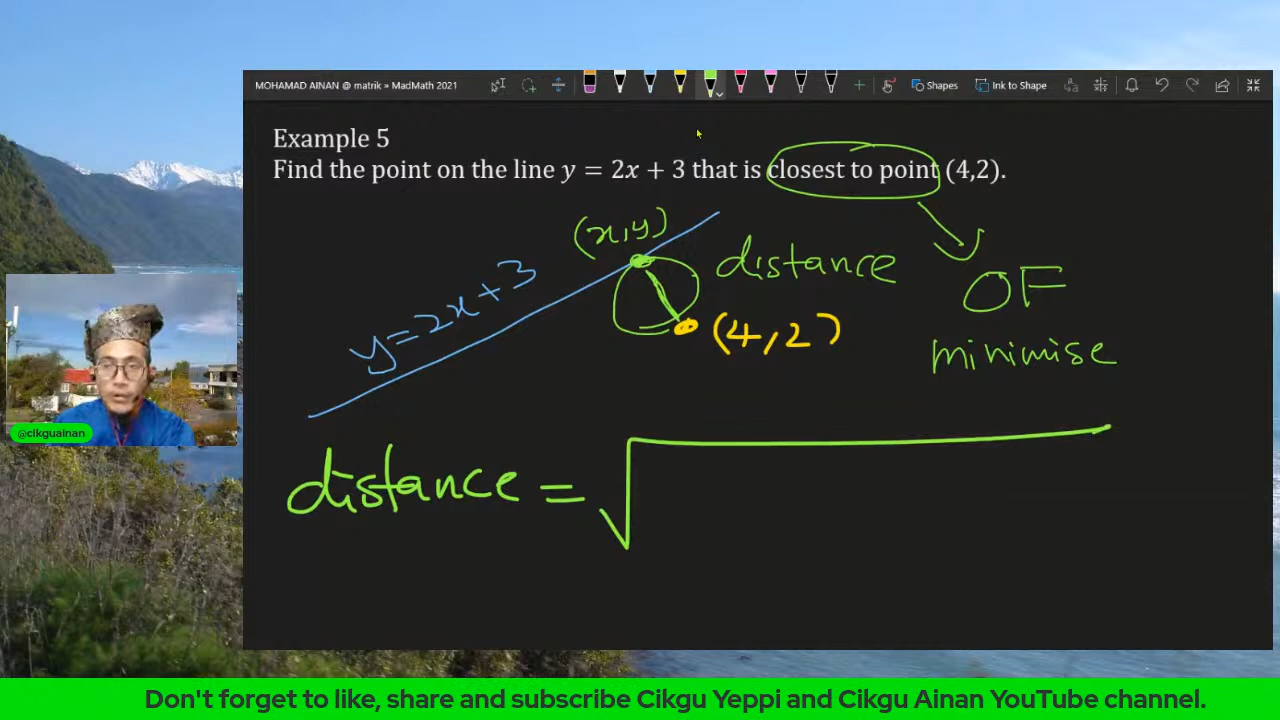 MOHAMAD AINAN @ matrik » MadMath 2021
Shapes
Ink to Shape
Example 5
Find the point on the line y = 2x + 3 that is closest to point (4,2).
(x,y)
y=2x+3
distance
OF
(4,2)
minimise
@cikguainan
distance = √
Don't forget to like, share and subscribe Cikgu Yeppi and Cikgu Ainan YouTube channel.